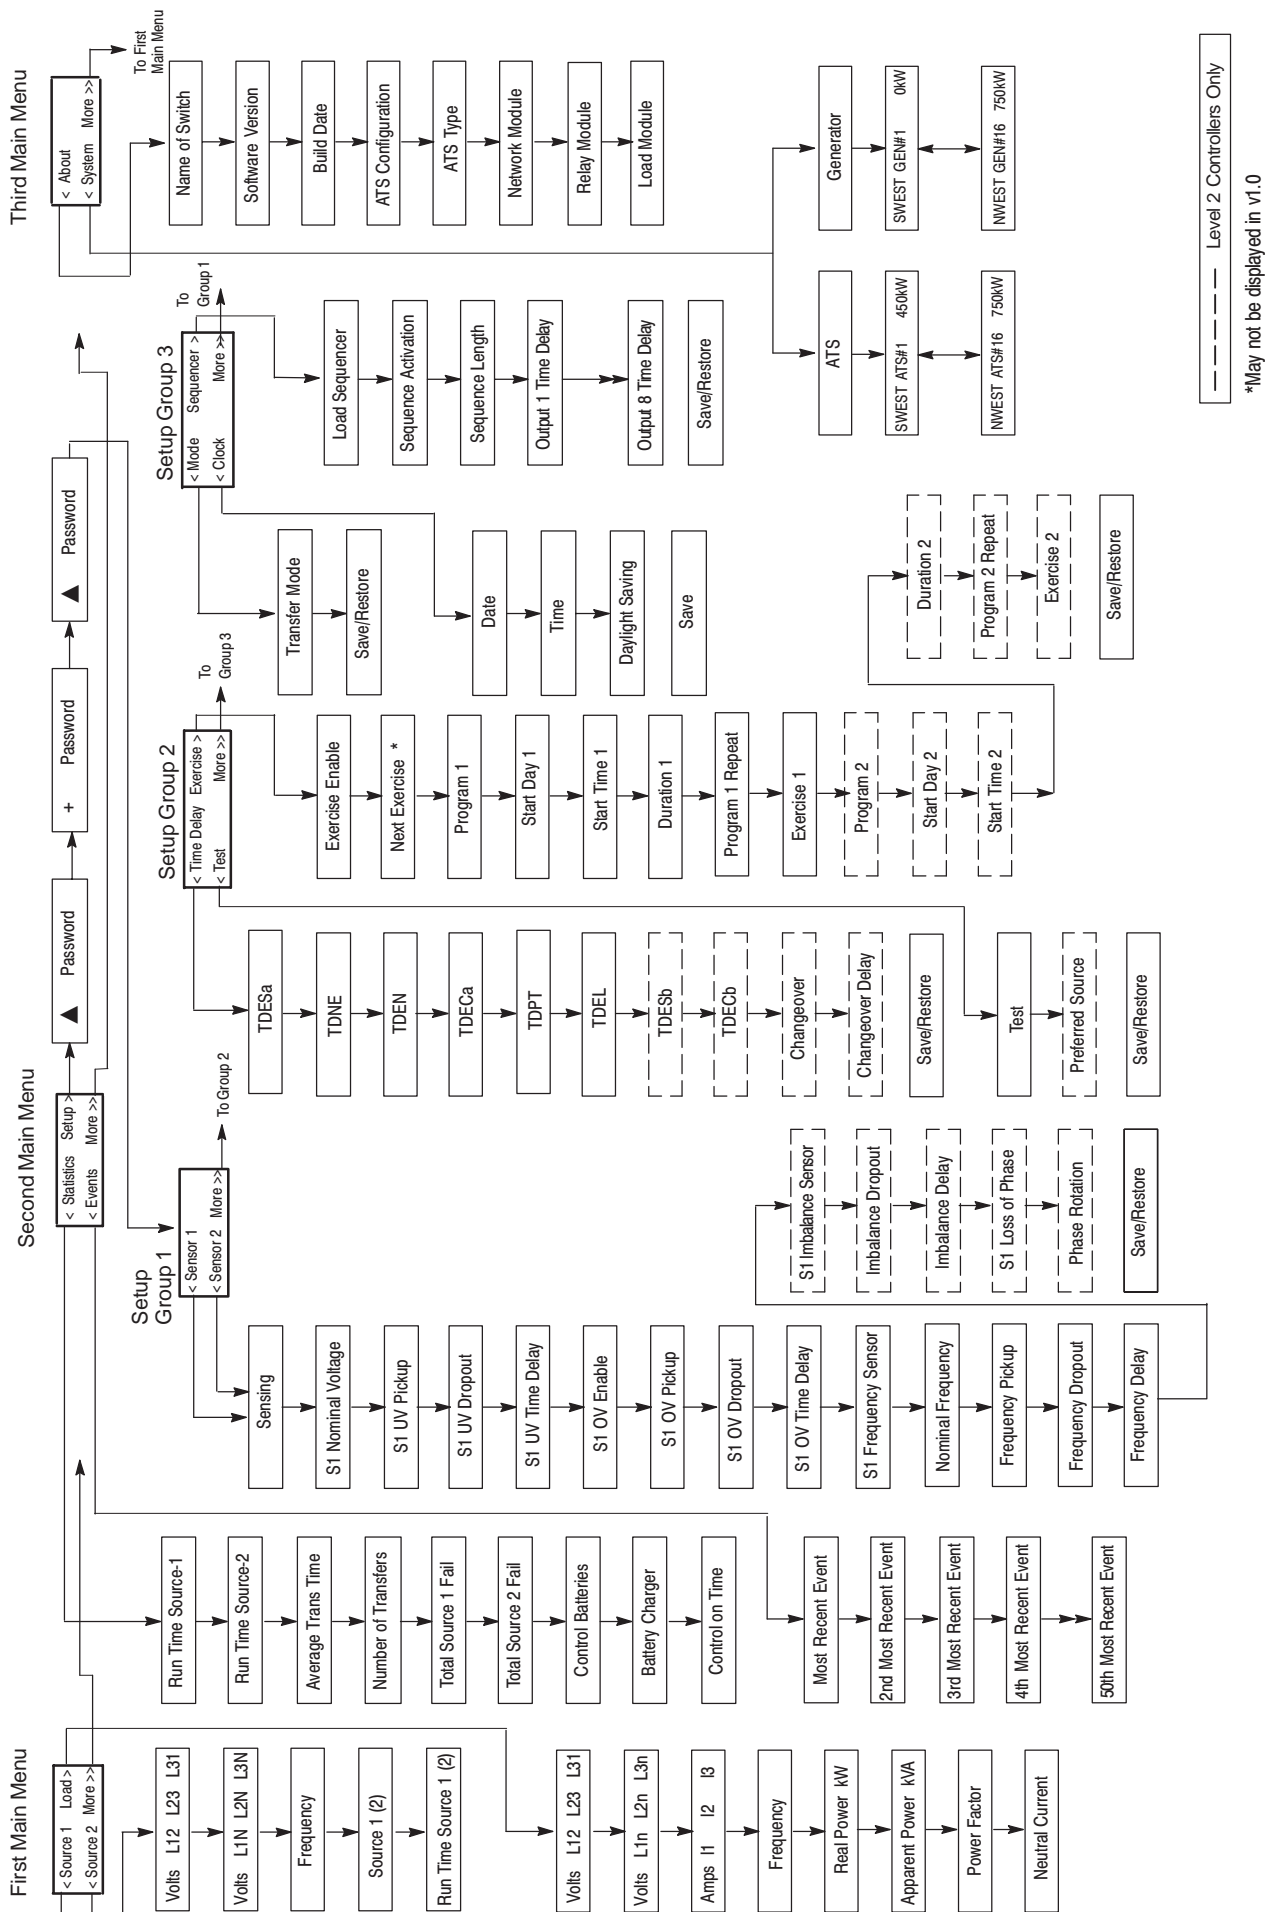 First Main Menu
< Source 1 Load >
< Source 2 More >>
Volts L12 L23 L31
Volts L1N L2N L3N
Frequency
Source 1 (2)
Run Time Source 1 (2)
Volts L12 L23 L31
Volts L1n L2n L3n
Amps I1 I2 I3
Frequency
Real Power kW
Apparent Power kVA
Power Factor
Neutral Current
Second Main Menu
< Statistics Setup >
< Events More >>
Run Time Source-1
Run Time Source-2
Average Trans Time
Number of Transfers
Total Source 1 Fail
Total Source 2 Fail
Control Batteries
Battery Charger
Control on Time
Most Recent Event
2nd Most Recent Event
3rd Most Recent Event
4th Most Recent Event
50th Most Recent Event
▲ Password
+ Password
▲ Password
Setup
Group 1
< Sensor 1
< Sensor 2 More >>
To Group 2
Sensing
S1 Nominal Voltage
S1 UV Pickup
S1 UV Dropout
S1 UV Time Delay
S1 OV Enable
S1 OV Pickup
S1 OV Dropout
S1 OV Time Delay
S1 Frequency Sensor
Nominal Frequency
Frequency Pickup
Frequency Dropout
Frequency Delay
S1 Imbalance Sensor
Imbalance Dropout
Imbalance Delay
S1 Loss of Phase
Phase Rotation
Save/Restore
Setup Group 2
< Time Delay Exercise >
< Test More >>
To
Group 3
TDESa
TDNE
TDEN
TDECa
TDPT
TDEL
TDESb
TDECb
Changeover
Changeover Delay
Save/Restore
Test
Preferred Source
Save/Restore
Exercise Enable
Next Exercise *
Program 1
Start Day 1
Start Time 1
Duration 1
Program 1 Repeat
Exercise 1
Program 2
Start Day 2
Start Time 2
Duration 2
Program 2 Repeat
Exercise 2
Save/Restore
Setup Group 3
< Mode Sequencer >
< Clock More >>
To
Group 1
Transfer Mode
Save/Restore
Date
Time
Daylight Saving
Save
Load Sequencer
Sequence Activation
Sequence Length
Output 1 Time Delay
Output 8 Time Delay
Save/Restore
Third Main Menu
< About
< System More >>
To First
Main Menu
Name of Switch
Software Version
Build Date
ATS Configuration
ATS Type
Network Module
Relay Module
Load Module
ATS
SWEST ATS#1 450kW
NWEST ATS#16 750kW
Generator
SWEST GEN#1 0kW
NWEST GEN#16 750kW
Level 2 Controllers Only
*May not be displayed in v1.0